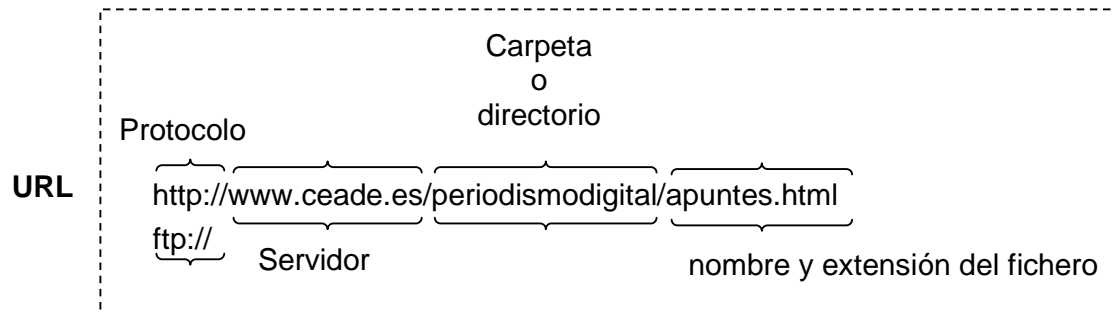 Carpeta
o
directorio
Protocolo
URL
http://www.ceade.es/periodismodigital/apuntes.html
ftp://
Servidor
nombre y extensión del fichero